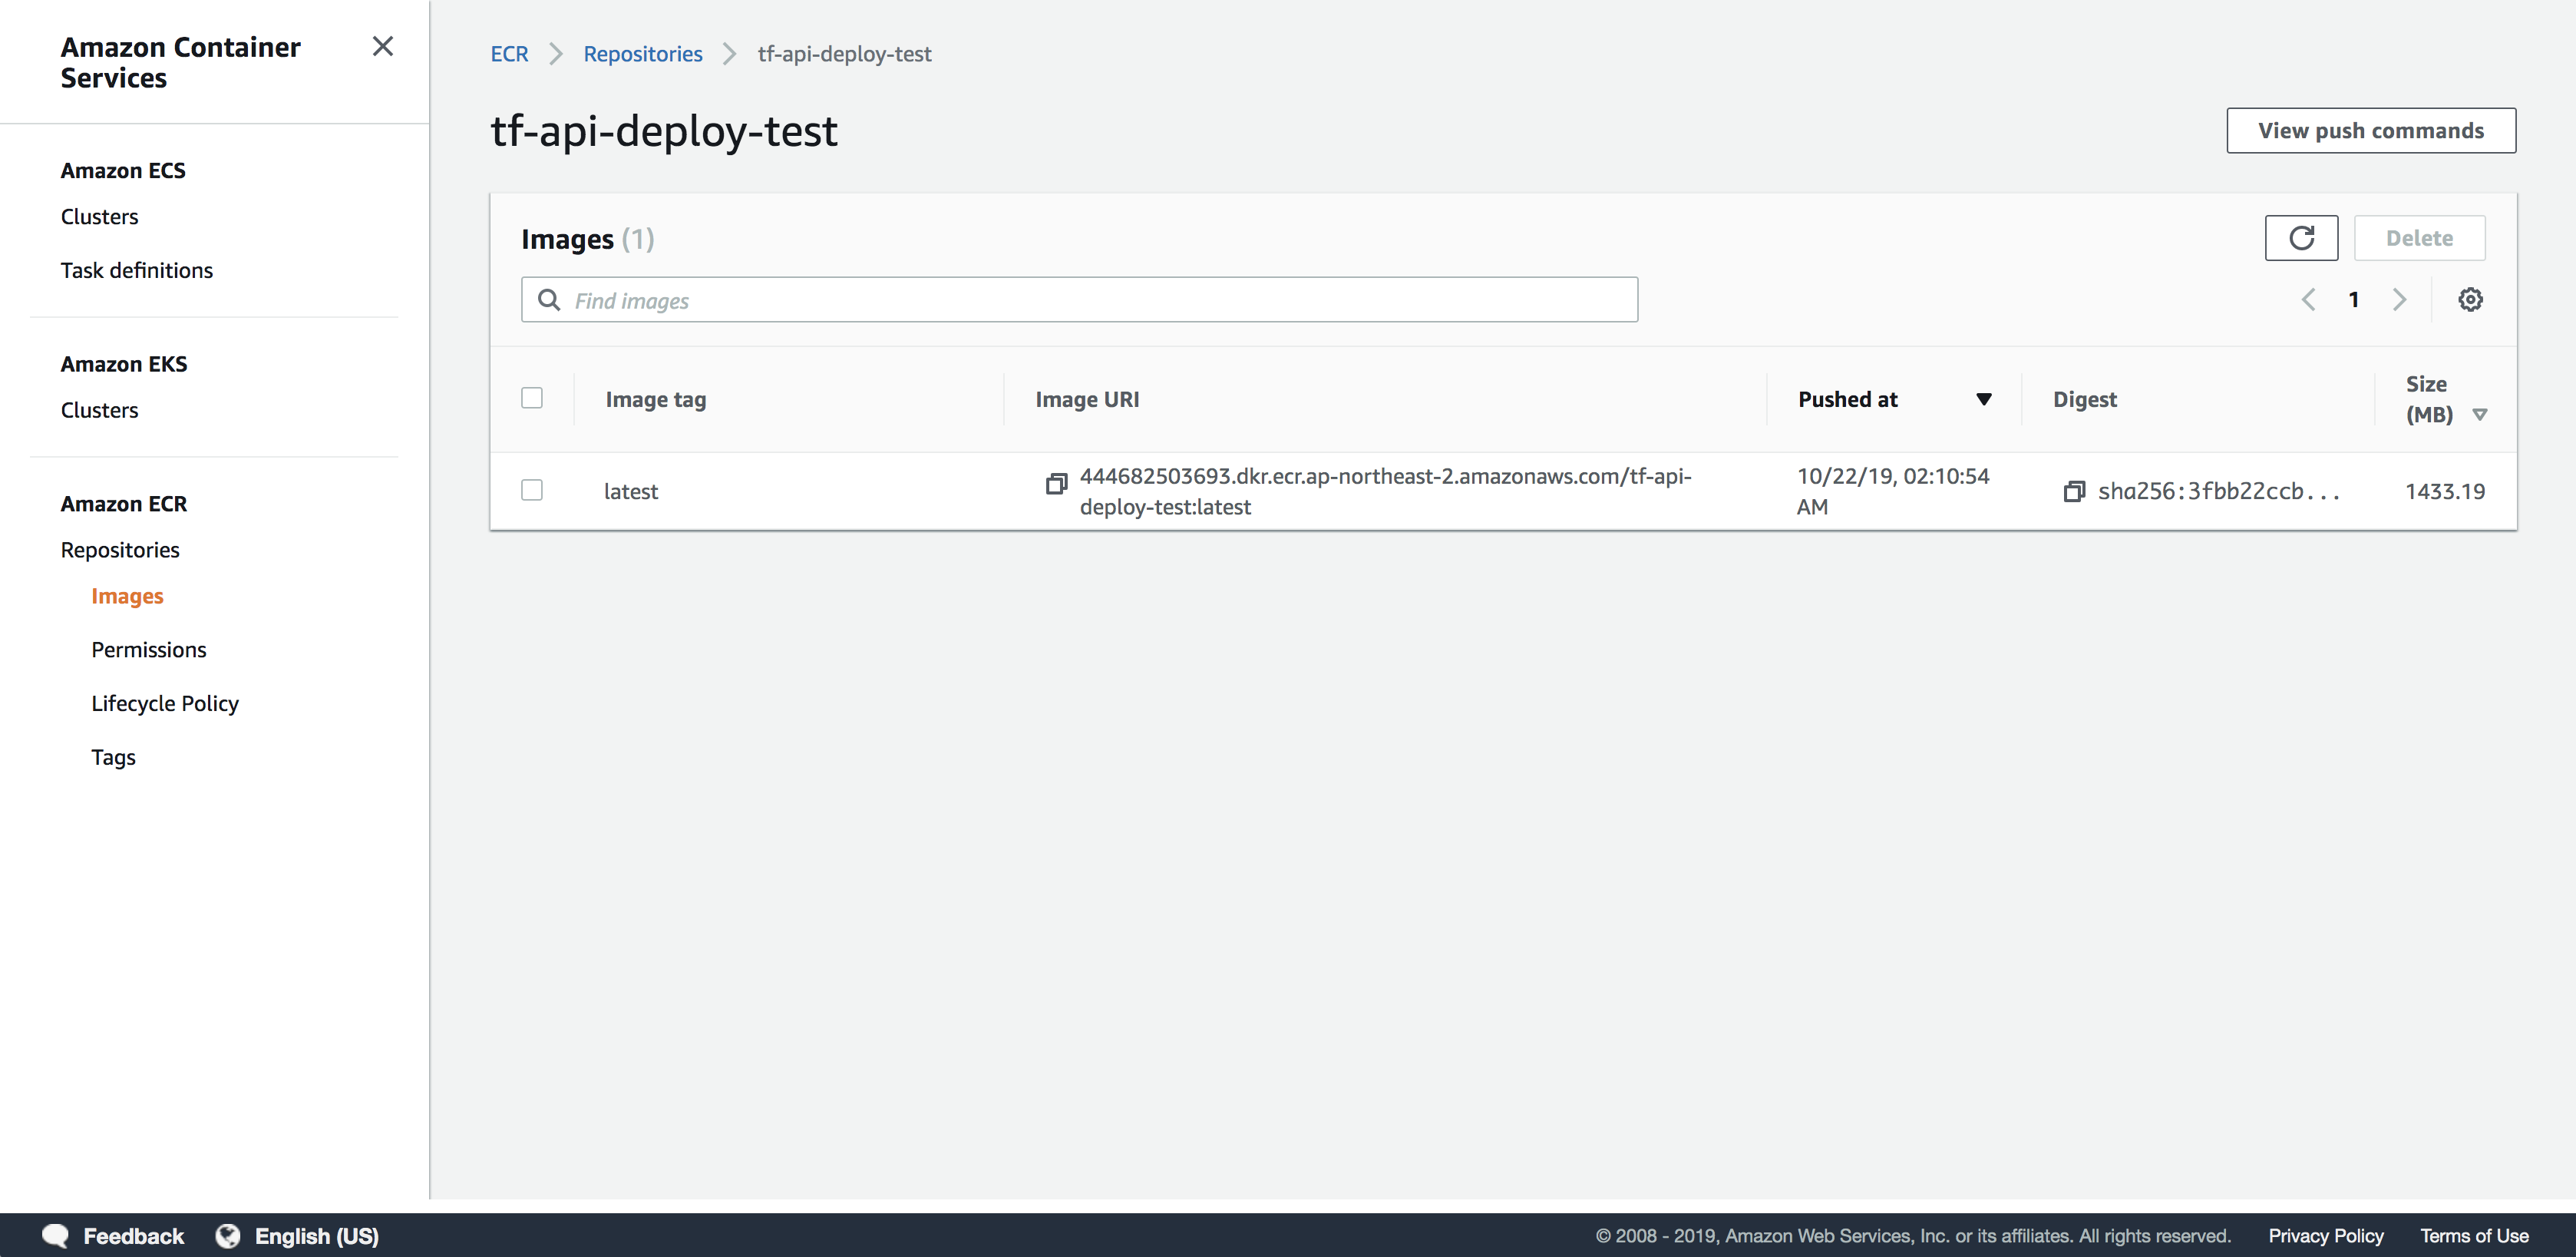 Amazon Container
Services
Amazon ECS
Clusters
Task definitions
Amazon EKS
Clusters
Amazon ECR
Repositories
Images
Permissions
Lifecycle Policy
Tags
ECR
Repositories
tf-api-deploy-test
tf-api-deploy-test
View push commands
Images (1)
Delete
Find images
1
Image tag
Image URI
Pushed at
Digest
Size
(MB)
latest
444682503693.dkr.ecr.ap-northeast-2.amazonaws.com/tf-api-
deploy-test:latest
10/22/19, 02:10:54
AM
sha256:3fbb22ccb...
1433.19
Feedback
English (US)
© 2008 - 2019, Amazon Web Services, Inc. or its affiliates. All rights reserved.
Privacy Policy
Terms of Use